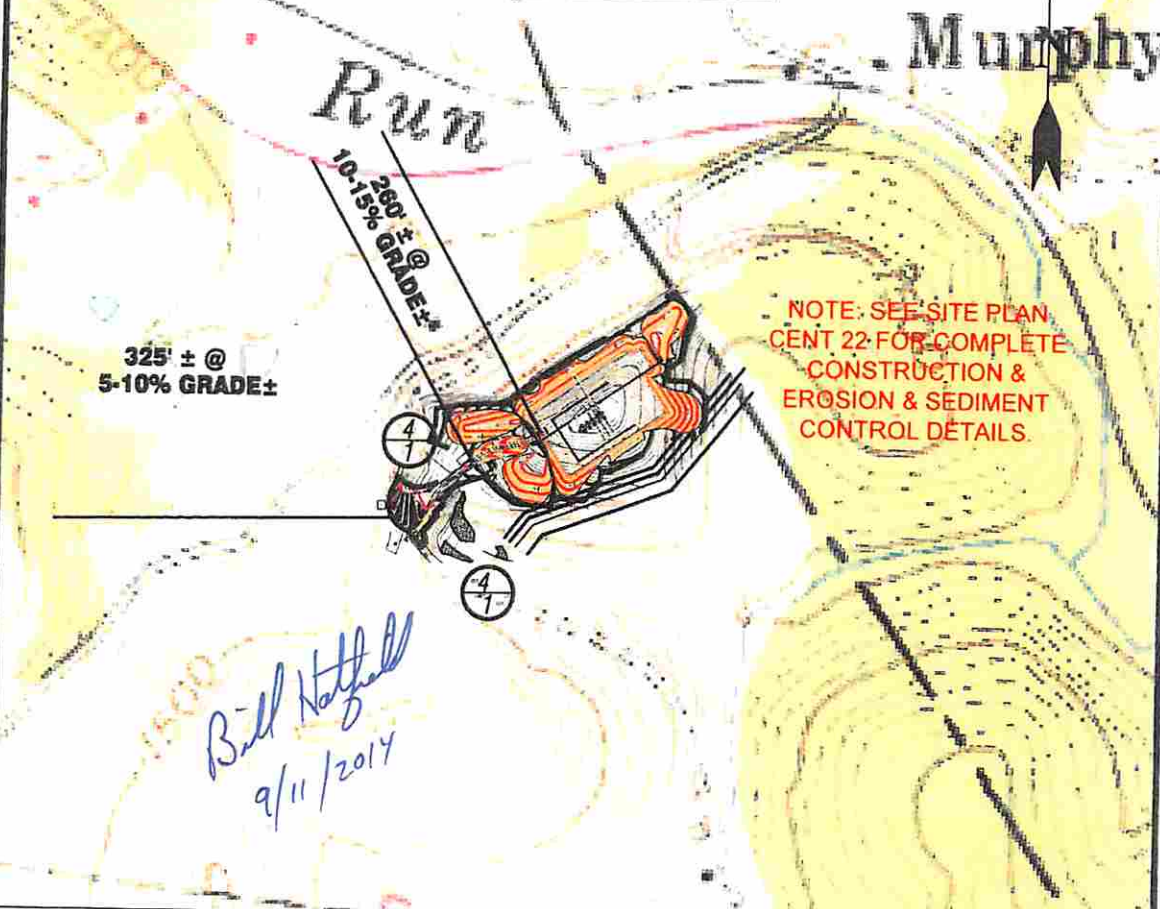 Murphy
N
Run
260' ± @
10-15% GRADE±
NOTE: SEE SITE PLAN
CENT 22 FOR COMPLETE
CONSTRUCTION &
EROSION & SEDIMENT
CONTROL DETAILS.
325' ± @
5-10% GRADE±
4
1
4
1
1500
Bill Hatfield
9/11/2014